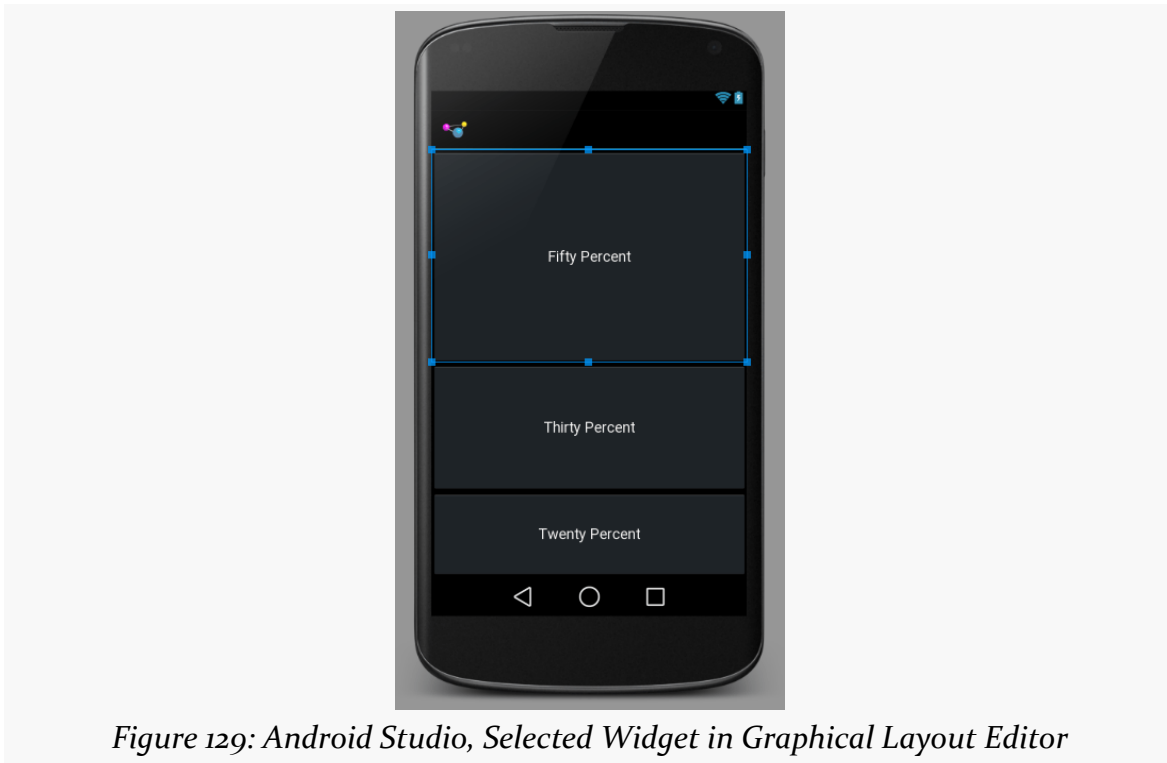 Fifty Percent
Thirty Percent
Twenty Percent
Figure 129: Android Studio, Selected Widget in Graphical Layout Editor